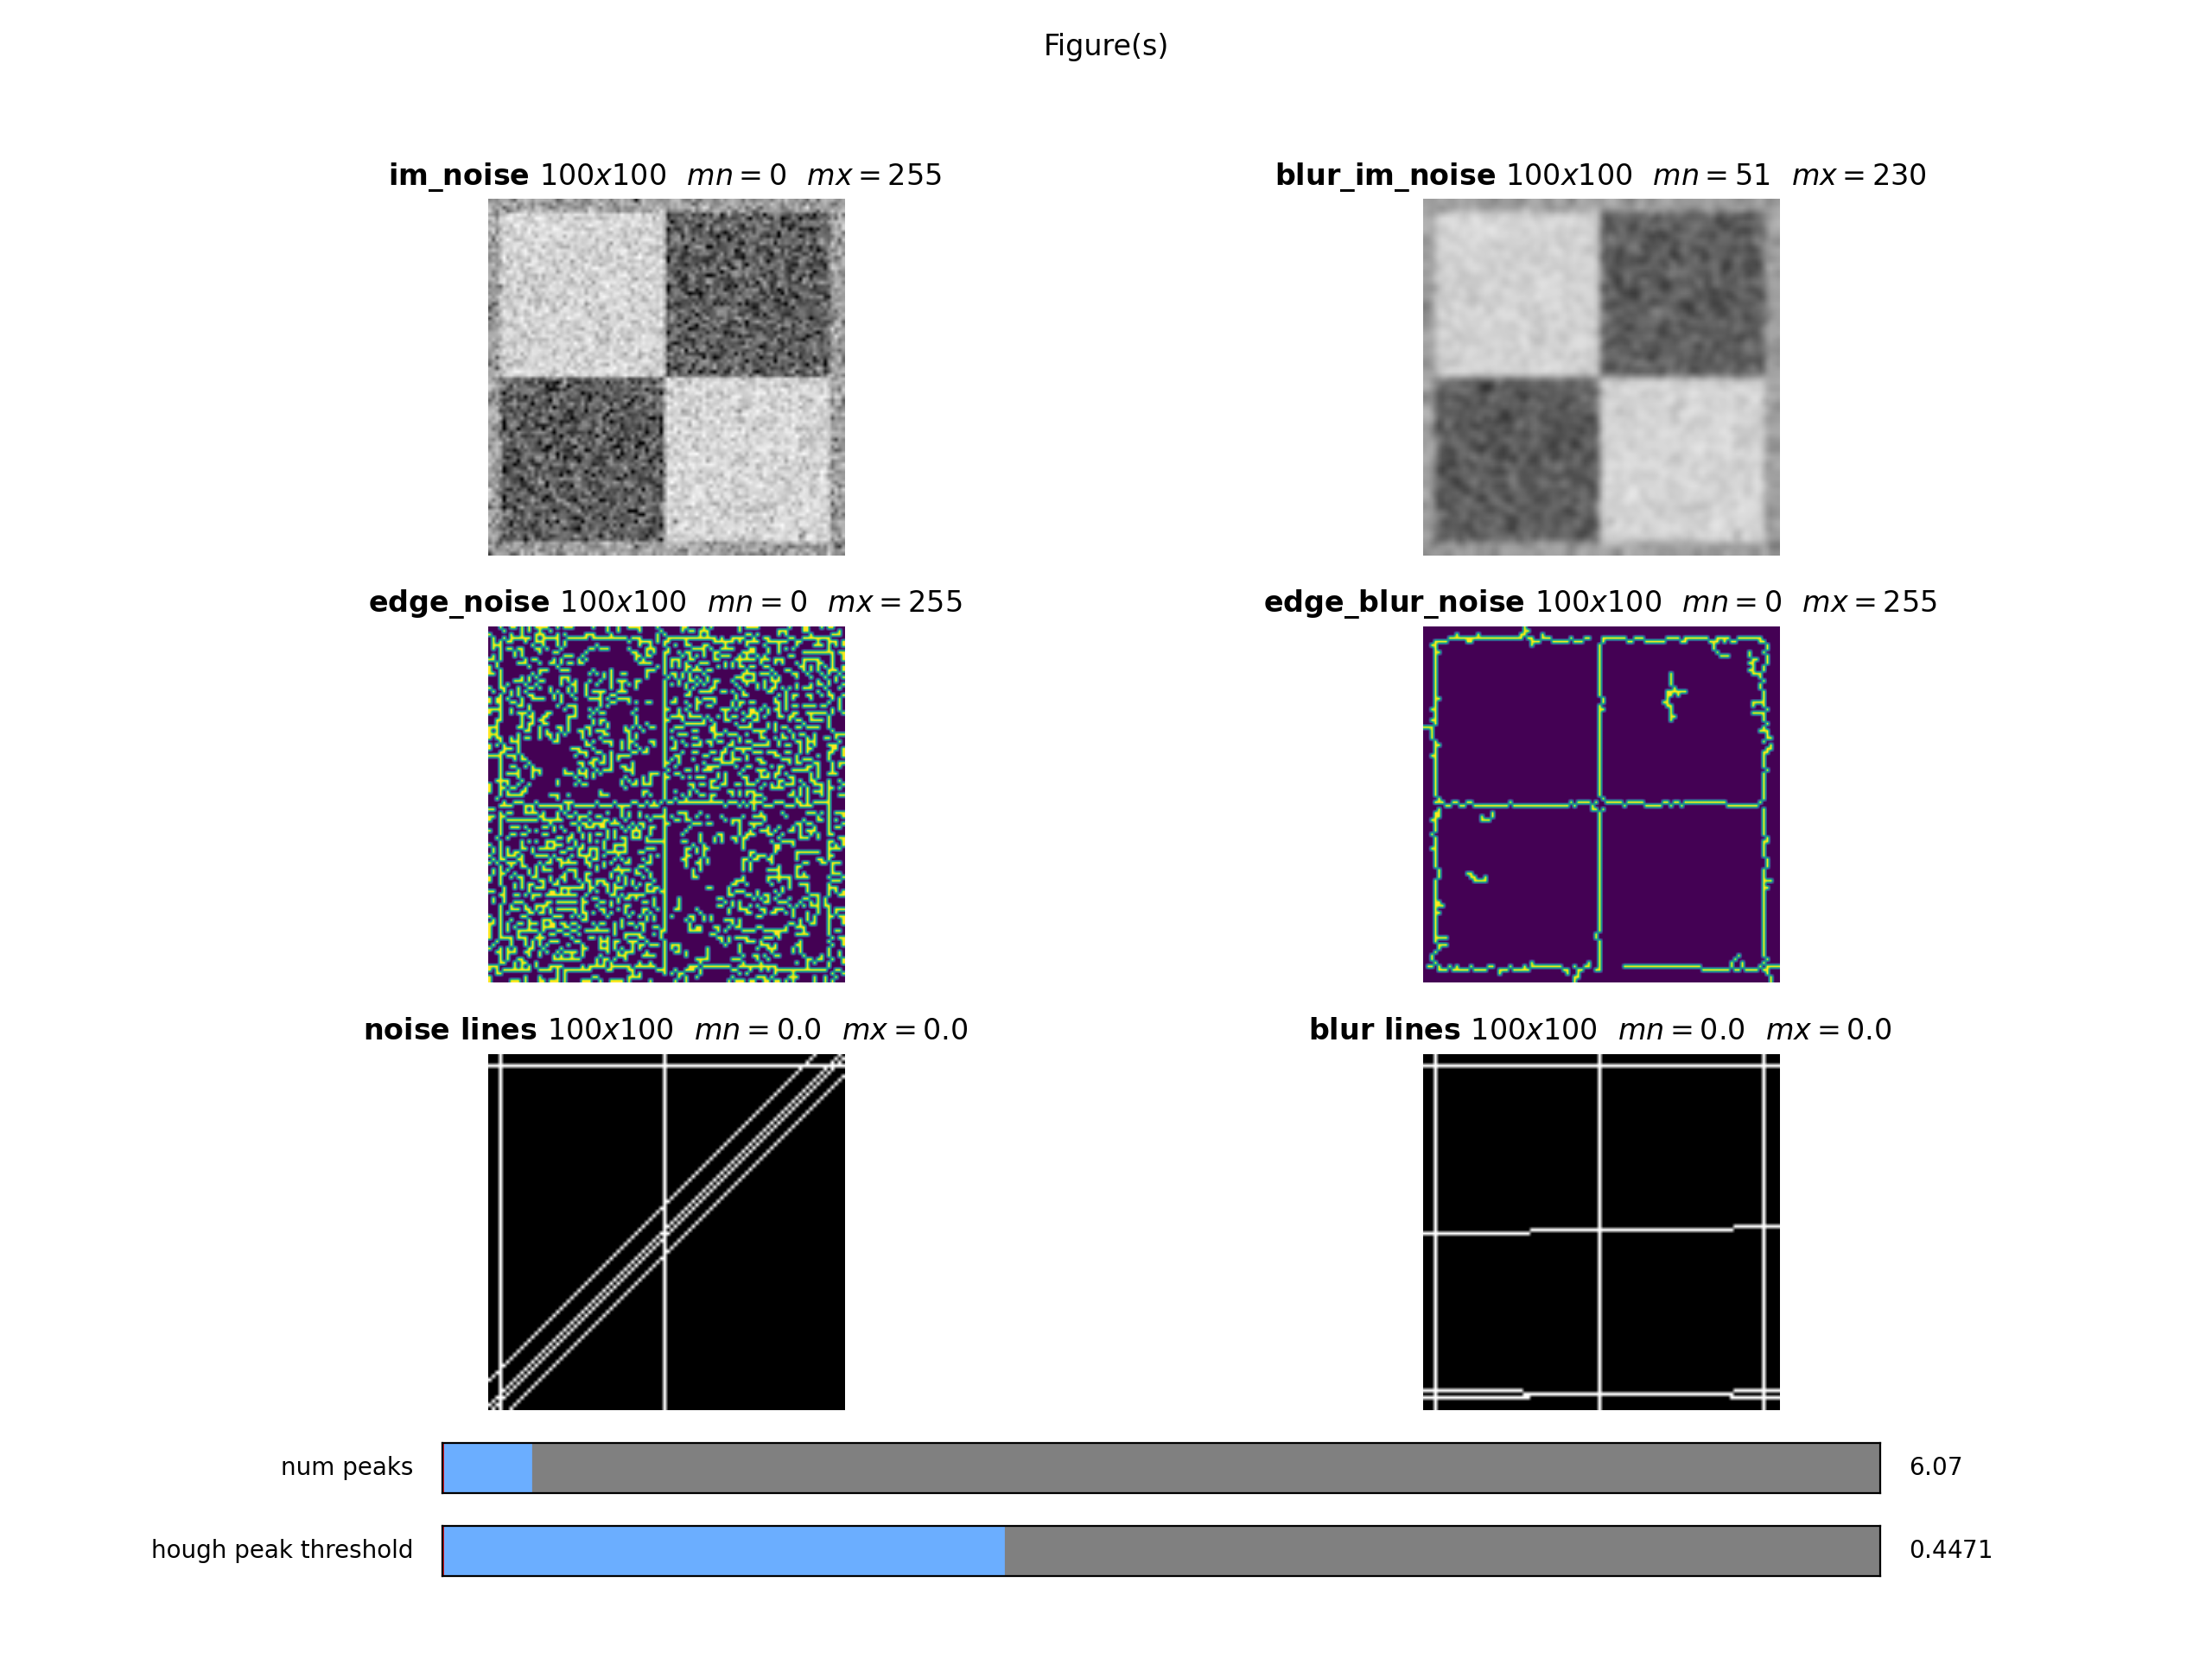 Figure(s)
im_noise 100x100 mn = 0 mx = 255
blur_im_noise 100x100 mn = 51 mx = 230
edge_noise 100x100 mn = 0 mx = 255
edge_blur_noise 100x100 mn = 0 mx = 255
noise lines 100x100 mn = 0.0 mx = 0.0
blur lines 100x100 mn = 0.0 mx = 0.0
num peaks 6.07
hough peak threshold 0.4471